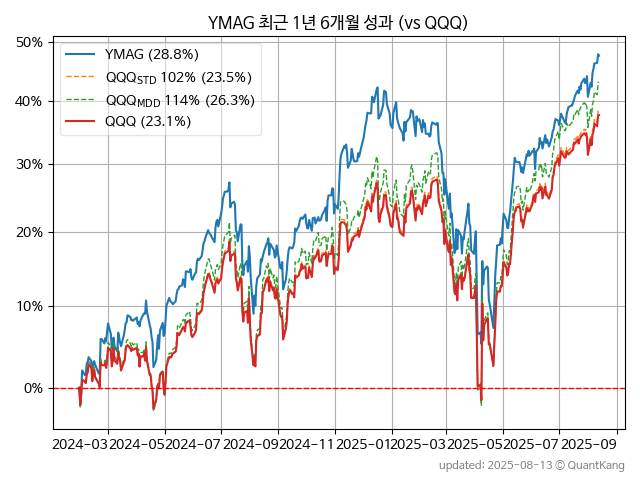 YMAG 최근 1년 6개월 성과 (vs QQQ)
YMAG (28.8%)
QQQSTD 102% (23.5%)
QQQMDD 114% (26.3%)
QQQ (23.1%)
50%
40%
30%
20%
10%
0%
2024-03 2024-05 2024-07 2024-09 2024-11 2025-01 2025-03 2025-05 2025-07 2025-09
updated: 2025-08-13 © QuantKang